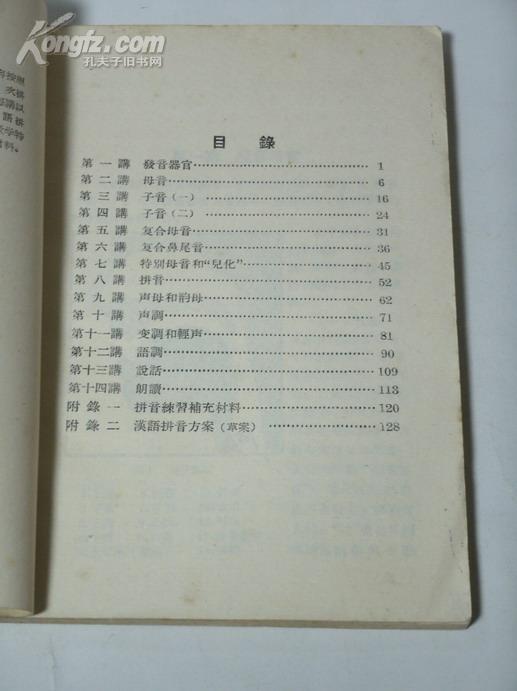 Kongfz.com
孔夫子旧书网
目錄
第一講 發音器官 1
第二講 母音 6
第三講 子音(一) 16
第四講 子音(二) 24
第五講 复合母音 31
第六講 复合鼻尾音 36
第七講 特別母音和“兒化” 45
第八講 拼音 52
第九講 声母和韵母 62
第十講 声調 71
第十一講 变調和輕声 81
第十二講 語調 90
第十三講 說話 109
第十四講 朗讀 113
附錄一 拼音練習補充材料 120
附錄二 漢語拼音方案(草案) 128